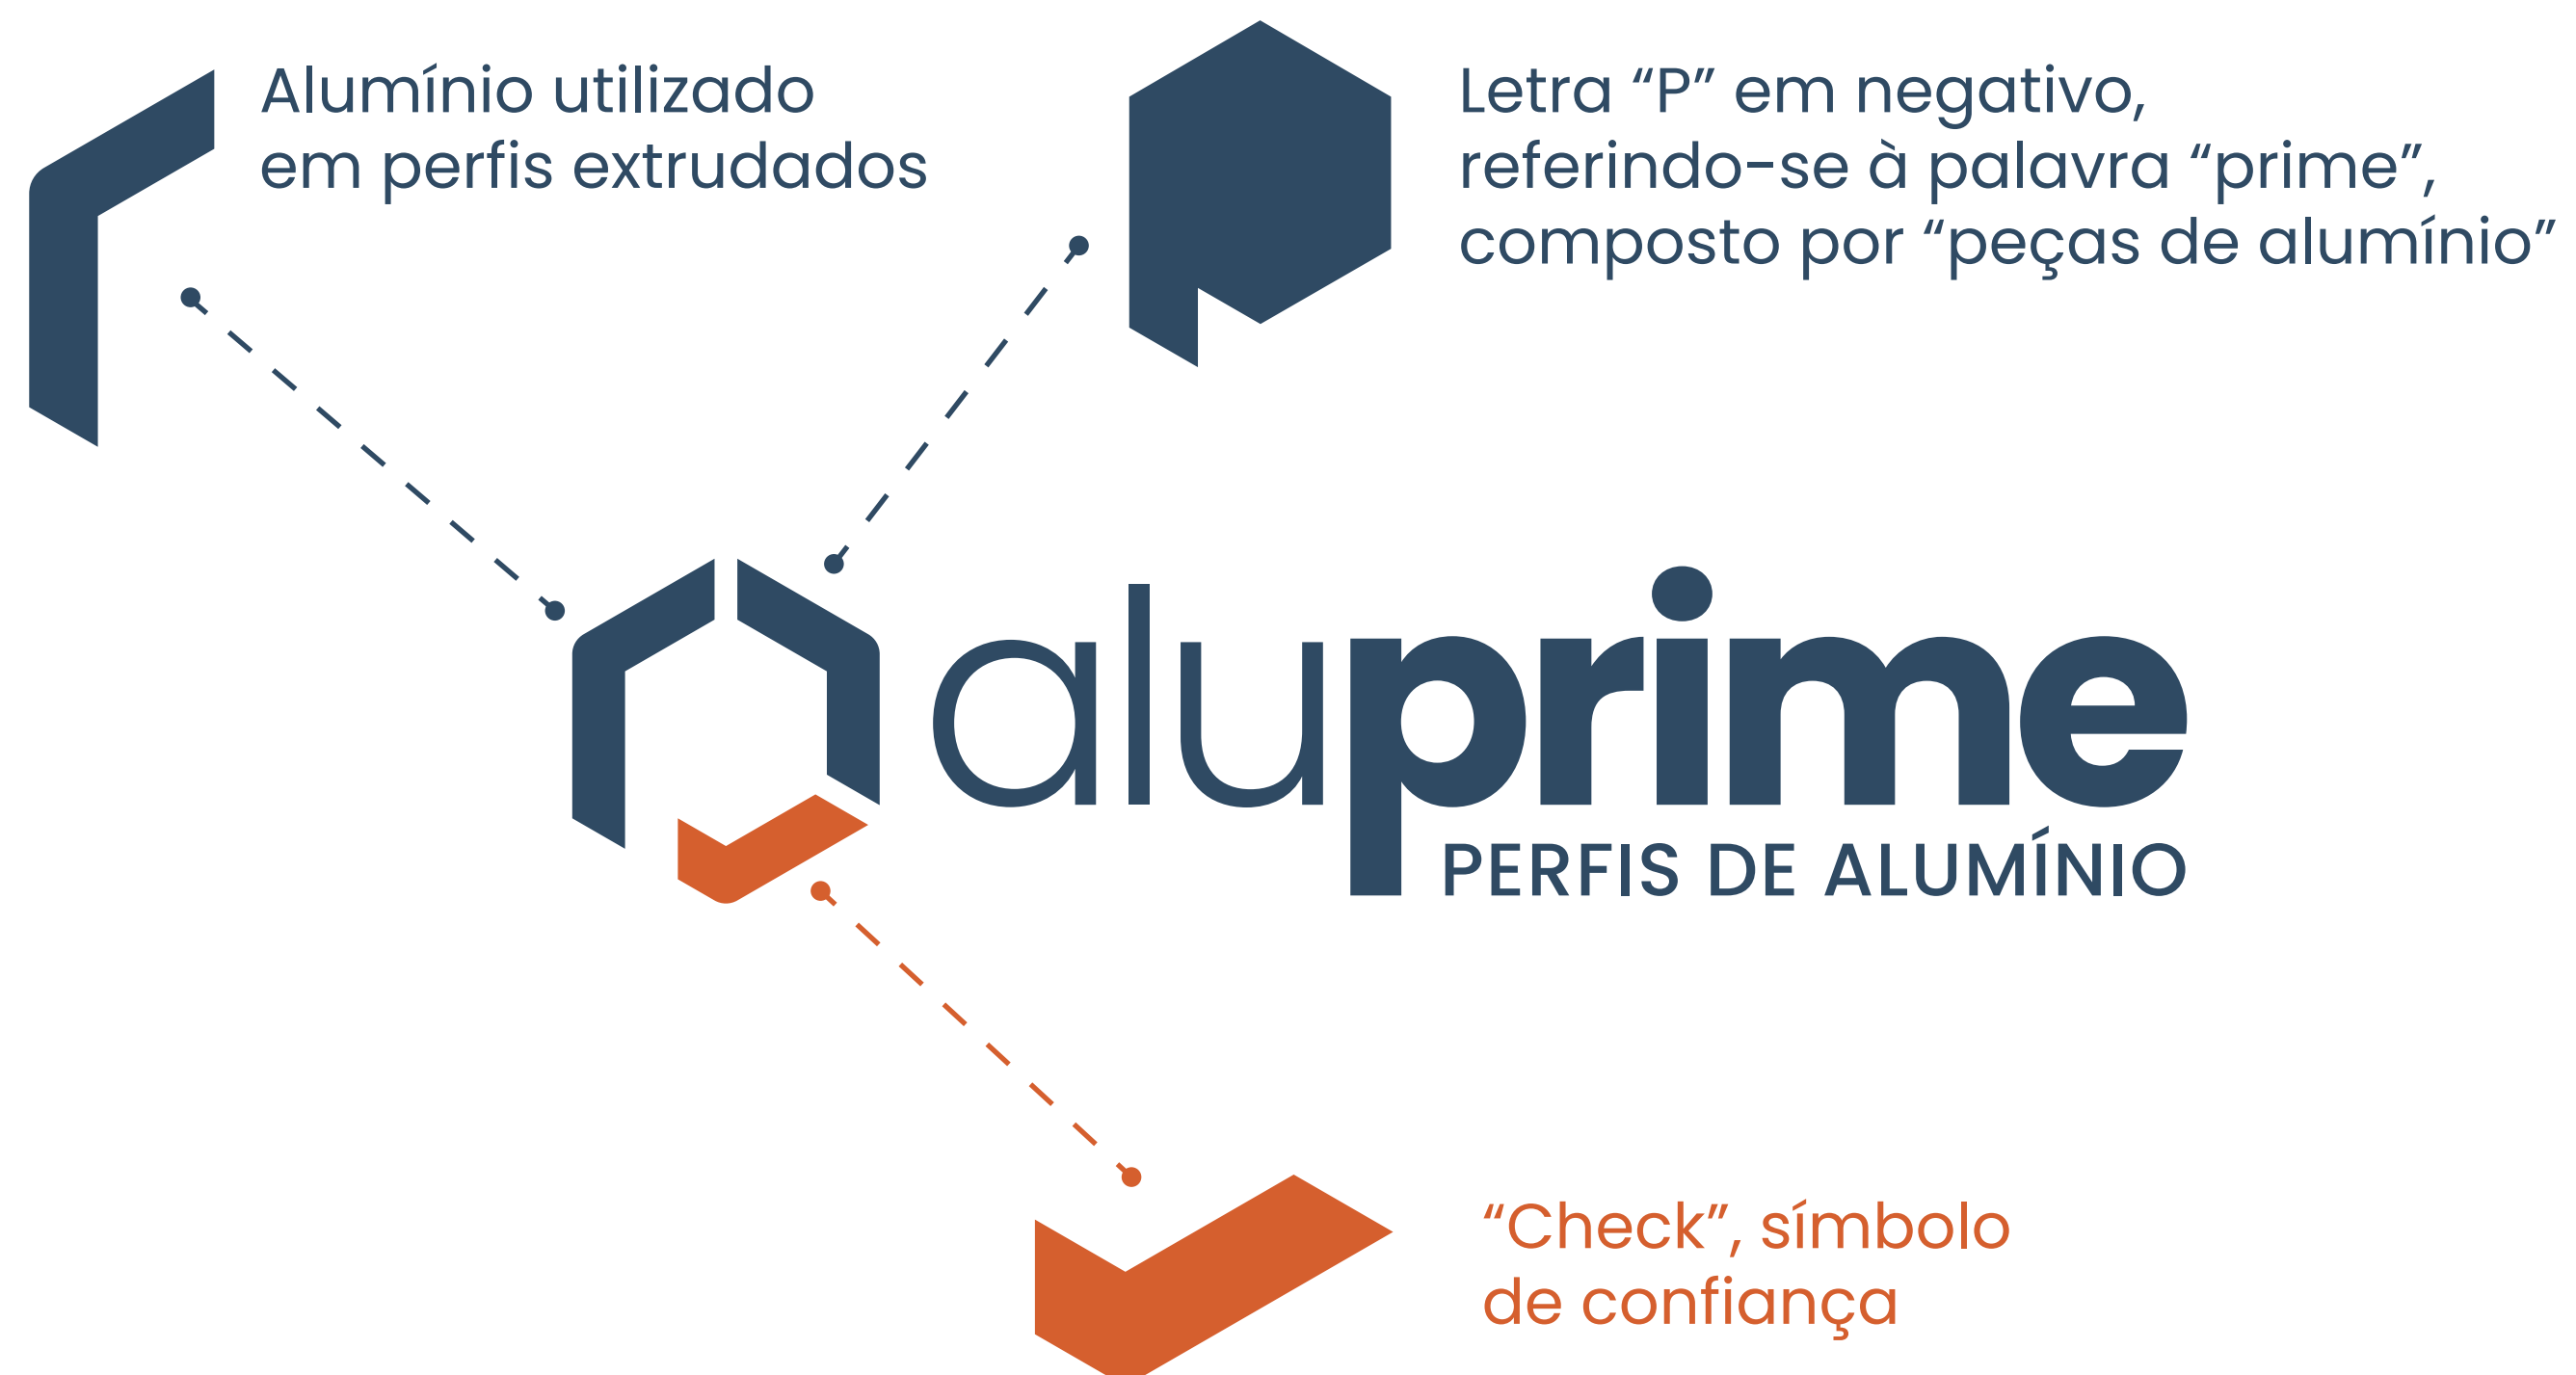 Alumínio utilizado
em perfis extrudados
Letra “P” em negativo,
referindo-se à palavra “prime”,
composto por “peças de alumínio”
aluprime
PERFIS DE ALUMÍNIO
“Check”, símbolo
de confiança